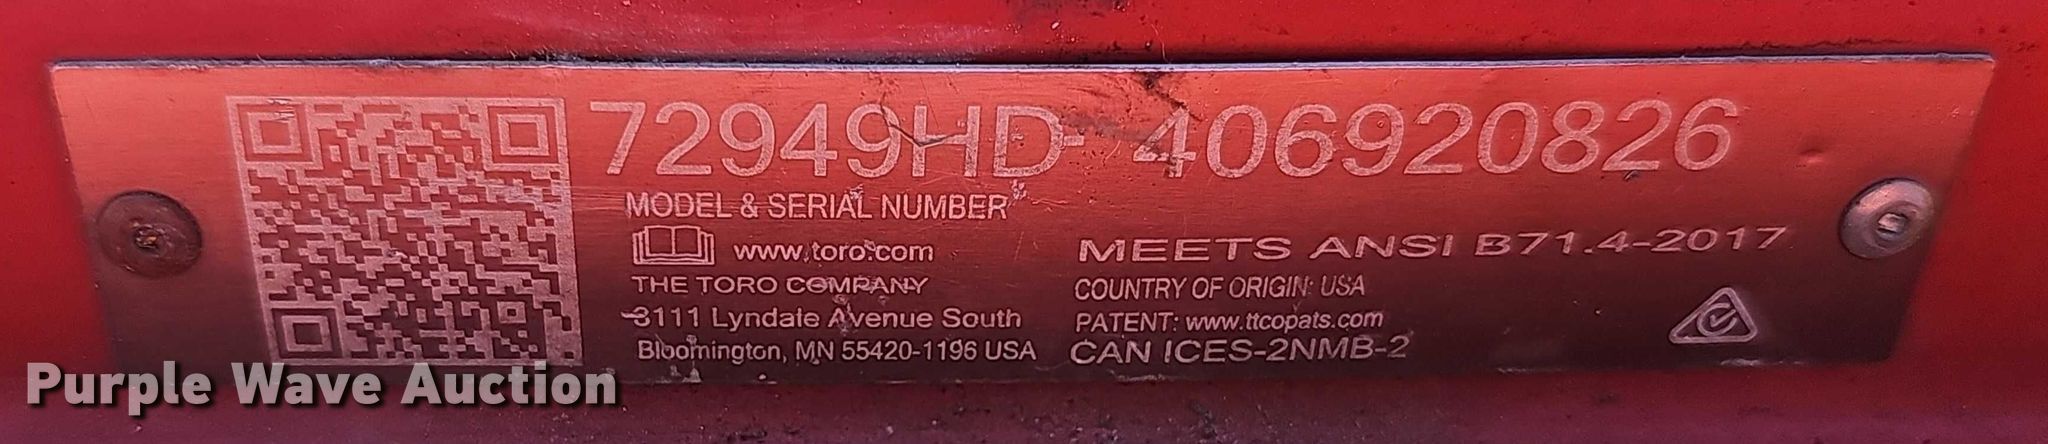 72949HD- 406920826
MODEL & SERIAL NUMBER
www.toro.com
MEETS ANSI B71.4-2017
THE TORO COMPANY
COUNTRY OF ORIGIN: USA
8111 Lyndale Avenue South
PATENT: www.ttcopats.com
Bloomington, MN 55420-1196 USA
CAN ICES-2NMB-2
Purple Wave Auction